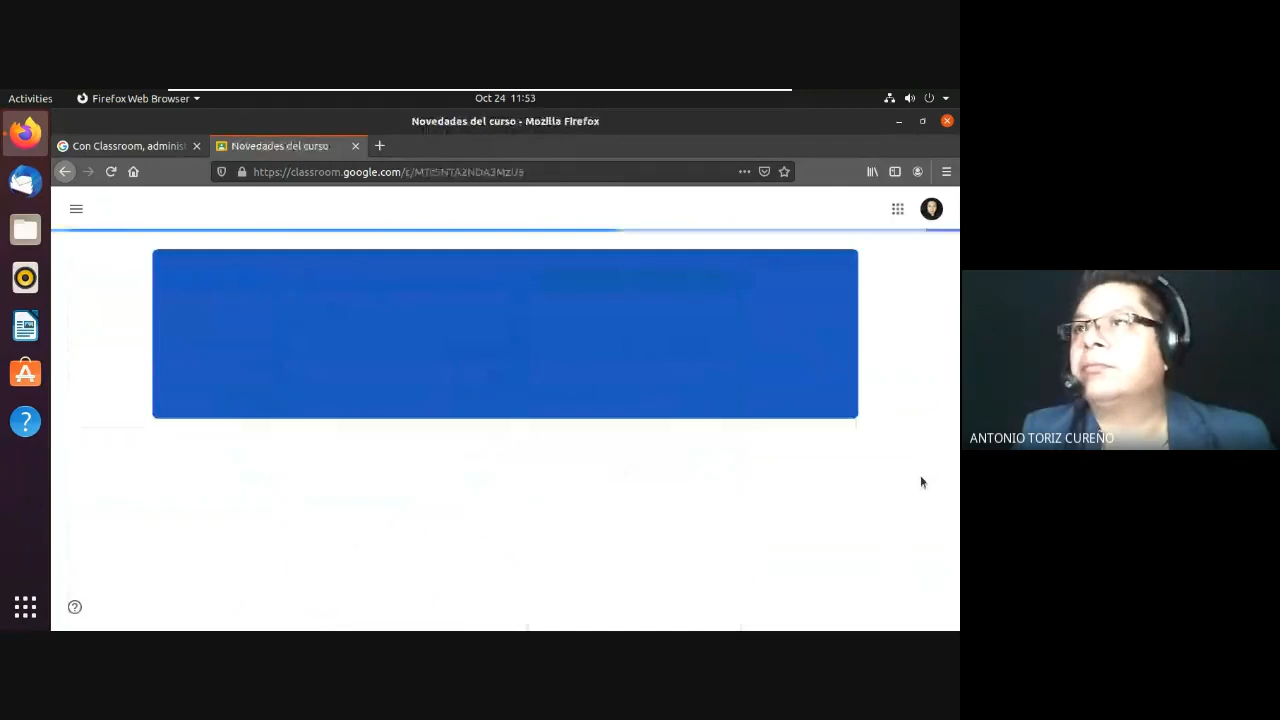 Activities
Firefox Web Browser
Oct 24 11:53
Novedades del curso - Mozilla Firefox
Con Classroom, adminis
Novedades del curso
https://classroom.google.com/
ANTONIO TORIZ CUREÑO